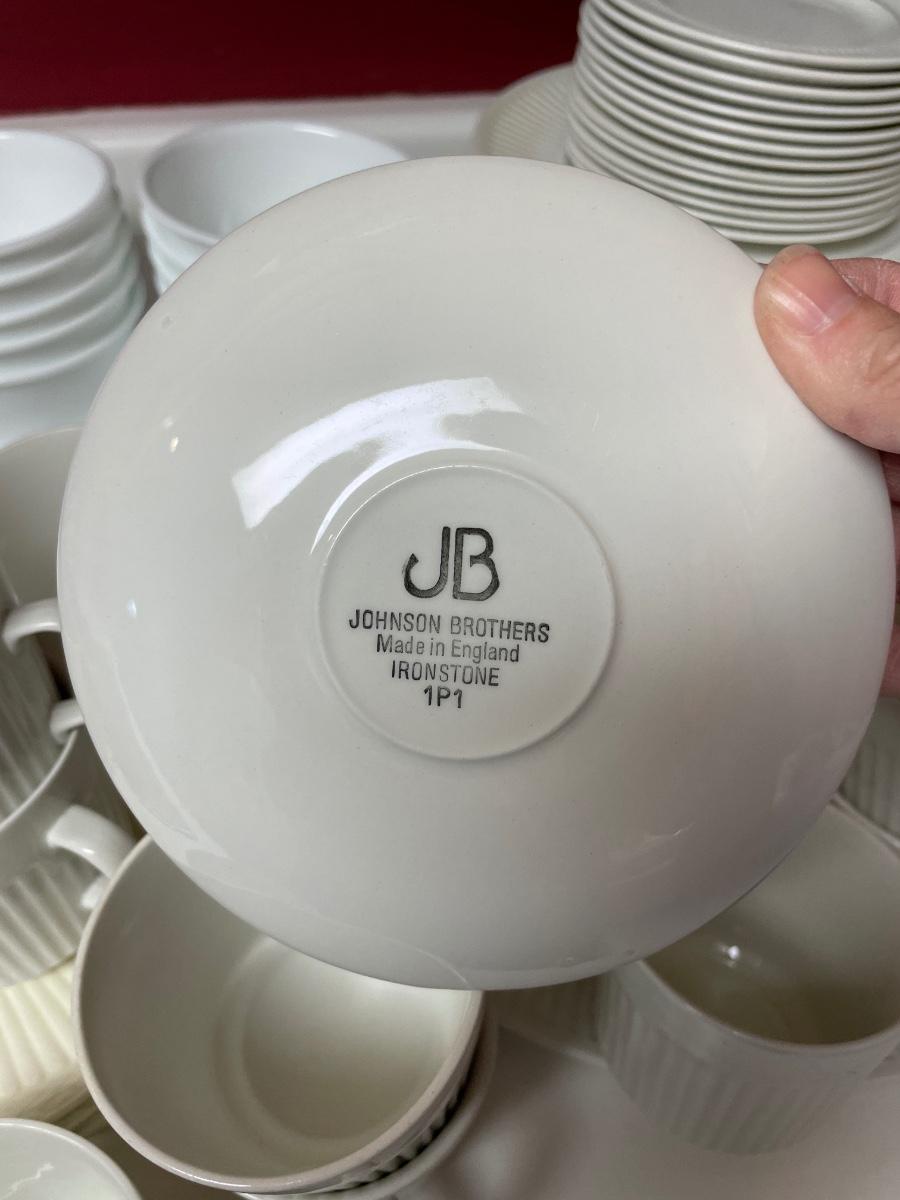 JB
JOHNSON BROTHERS
Made in England
IRONSTONE
1P1